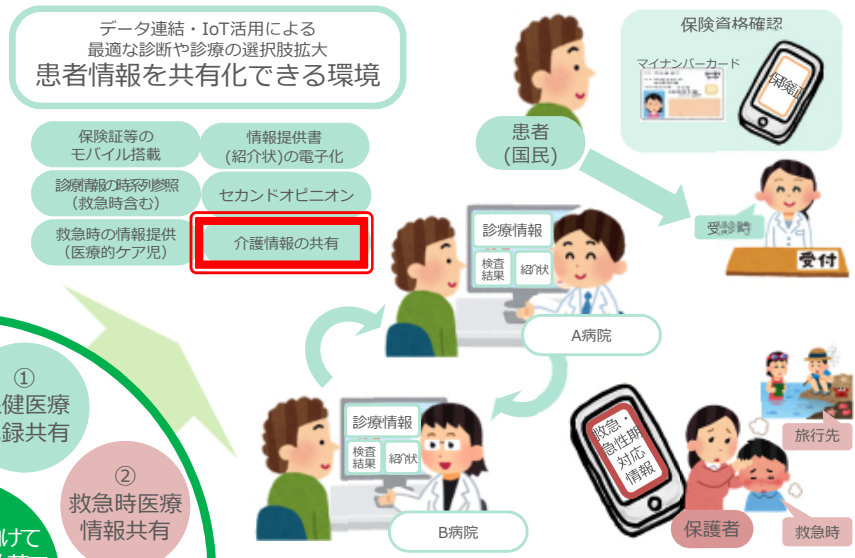 データ連結・IoT活用による
最適な診断や診療の選択肢拡大
患者情報を共有化できる環境
保険証等の
モバイル搭載
情報提供書
(紹介状)の電子化
診療情報の時系列参照
(救急時含む)
セカンドオピニオン
救急時の情報提供
(医療的ケア児)
介護情報の共有
患者
(国民)
保険資格確認
マイナンバーカード
保険証
受診時
受付
診療情報
検査
結果
紹介状
A病院
診療情報
検査
結果
紹介状
B病院
救急・
急性期
対応
情報
旅行先
保護者
救急時
①
健医療
録共有
②
救急時医療
情報共有
けて